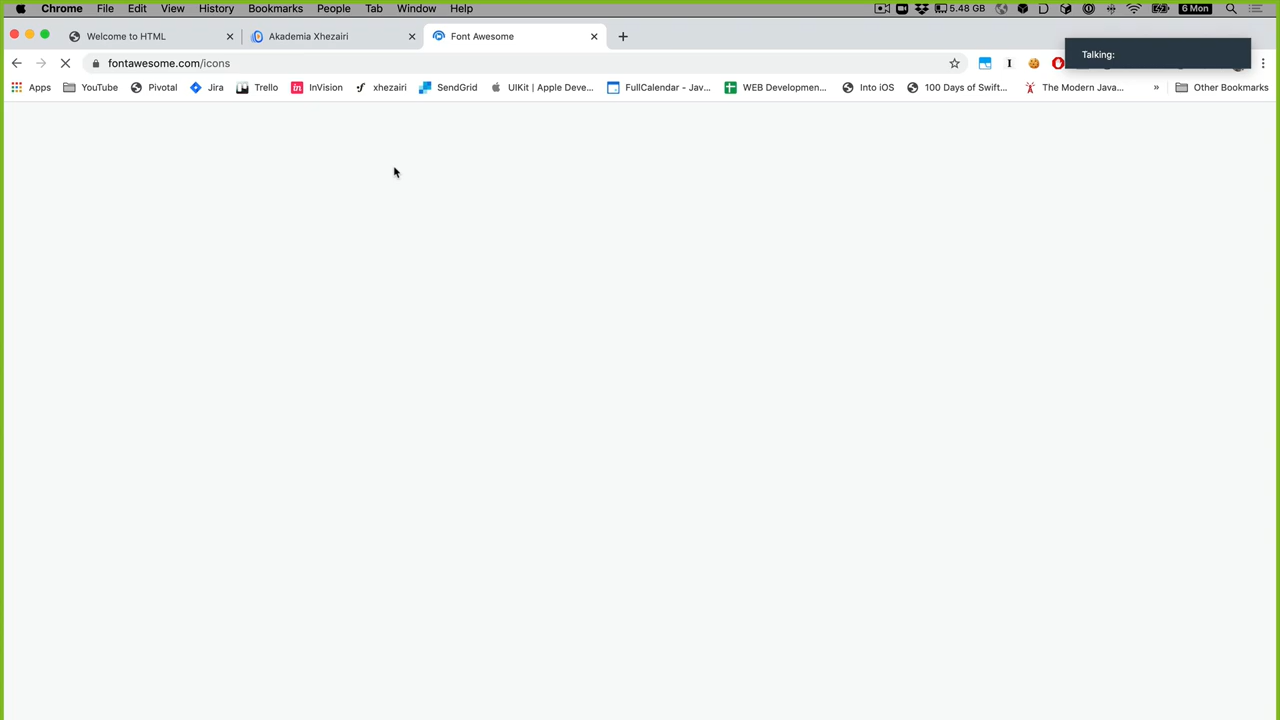 Chrome File Edit View History Bookmarks People Tab Window Help 5.48 GB 6 Mon
Welcome to HTML Akademia Xhezairi Font Awesome
Talking:
fontawesome.com/icons
Apps YouTube Pivotal Jira Trello InVision xhezairi SendGrid UIKit | Apple Deve... FullCalendar - Jav... WEB Developmen... Into iOS 100 Days of Swift... The Modern Java... » Other Bookmarks